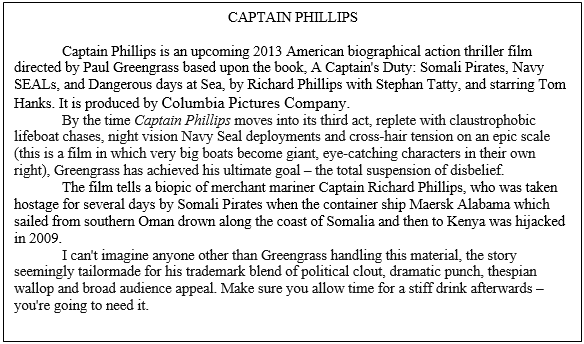 CAPTAIN PHILLIPS
Captain Phillips is an upcoming 2013 American biographical action thriller film
directed by Paul Greengrass based upon the book, A Captain's Duty: Somali Pirates, Navy
SEALs, and Dangerous days at Sea, by Richard Phillips with Stephan Tatty, and starring Tom
Hanks. It is produced by Columbia Pictures Company.
By the time Captain Phillips moves into its third act, replete with claustrophobic
lifeboat chases, night vision Navy Seal deployments and cross-hair tension on an epic scale
(this is a film in which very big boats become giant, eye-catching characters in their own
right), Greengrass has achieved his ultimate goal – the total suspension of disbelief.
The film tells a biopic of merchant mariner Captain Richard Phillips, who was taken
hostage for several days by Somali Pirates when the container ship Maersk Alabama which
sailed from southern Oman drown along the coast of Somalia and then to Kenya was hijacked
in 2009.
I can't imagine anyone other than Greengrass handling this material, the story
seemingly tailormade for his trademark blend of political clout, dramatic punch, thespian
wallop and broad audience appeal. Make sure you allow time for a stiff drink afterwards –
you're going to need it.